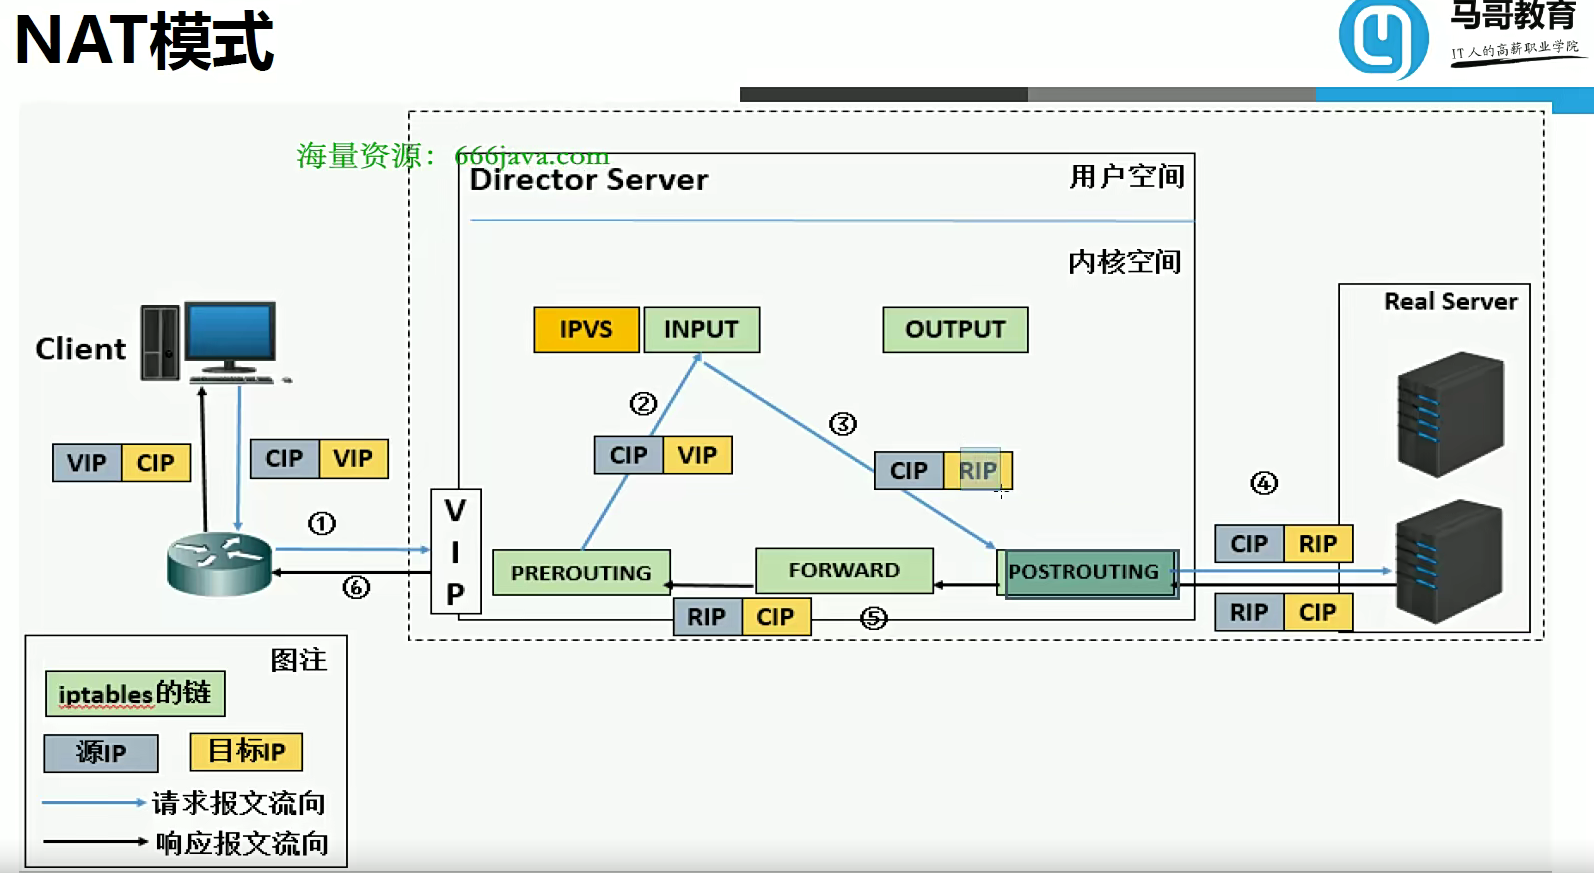 NAT模式
马哥教育
IT人的高薪职业学院
海量资源：666java.com
Director Server
用户空间
内核空间
Real Server
IPVS
INPUT
OUTPUT
Client
②
③
CIP VIP
CIP RIP
VIP CIP
CIP VIP
④
①
VIP
CIP RIP
PREROUTING
FORWARD
POSTROUTING
⑥
RIP CIP
⑤
RIP CIP
图注
iptables的链
源IP
目标IP
请求报文流向
响应报文流向